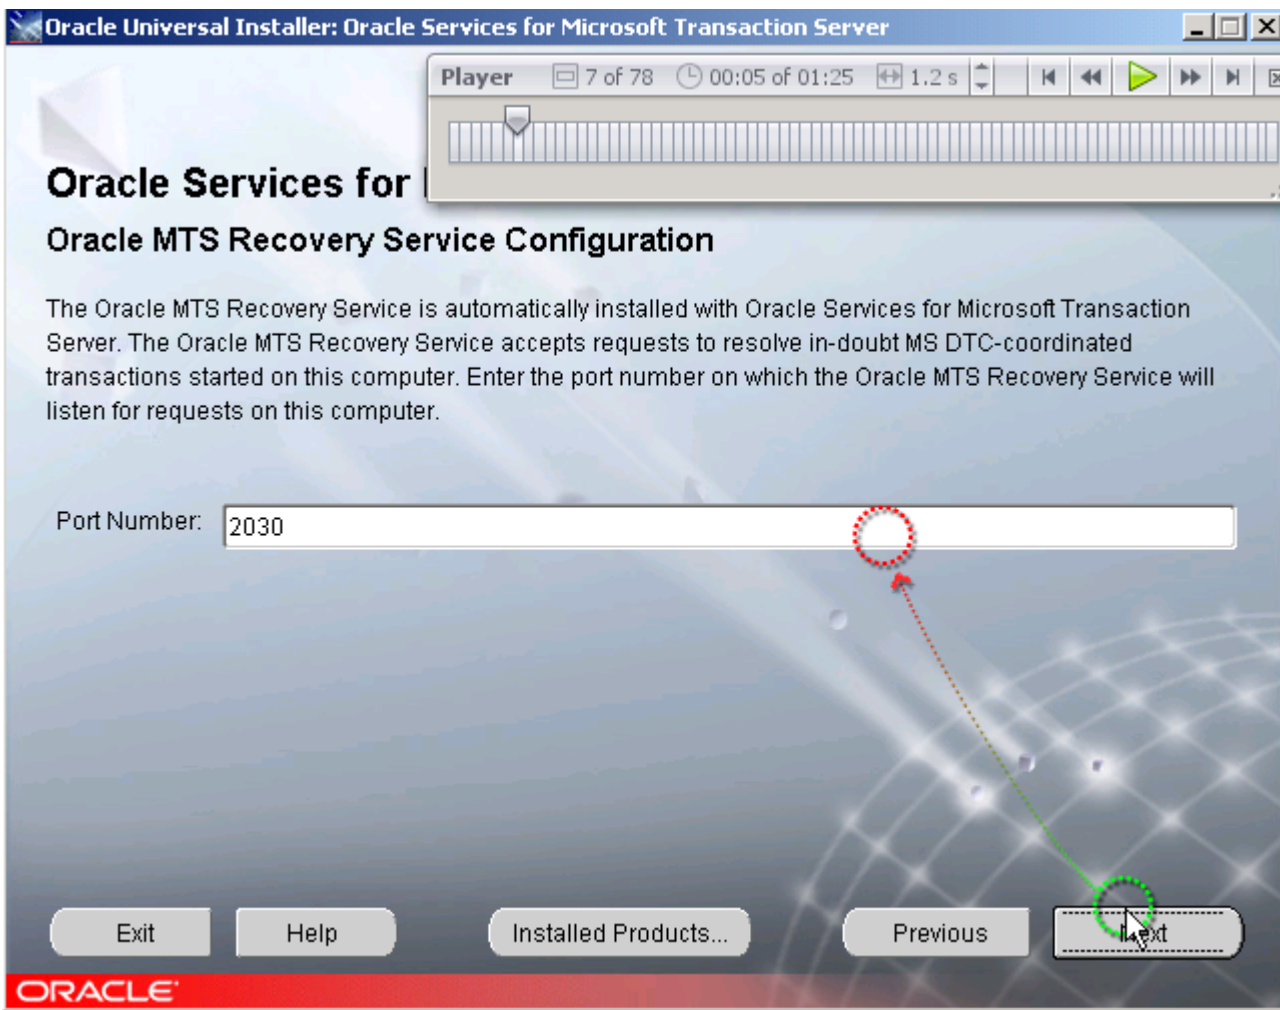 Oracle Universal Installer: Oracle Services for Microsoft Transaction Server
Player 7 of 78 00:05 of 01:25 1.2 s
Oracle Services for
Oracle MTS Recovery Service Configuration
The Oracle MTS Recovery Service is automatically installed with Oracle Services for Microsoft Transaction
Server. The Oracle MTS Recovery Service accepts requests to resolve in-doubt MS DTC-coordinated
transactions started on this computer. Enter the port number on which the Oracle MTS Recovery Service will
listen for requests on this computer.
Port Number: 2030
Exit Help Installed Products... Previous Next
ORACLE